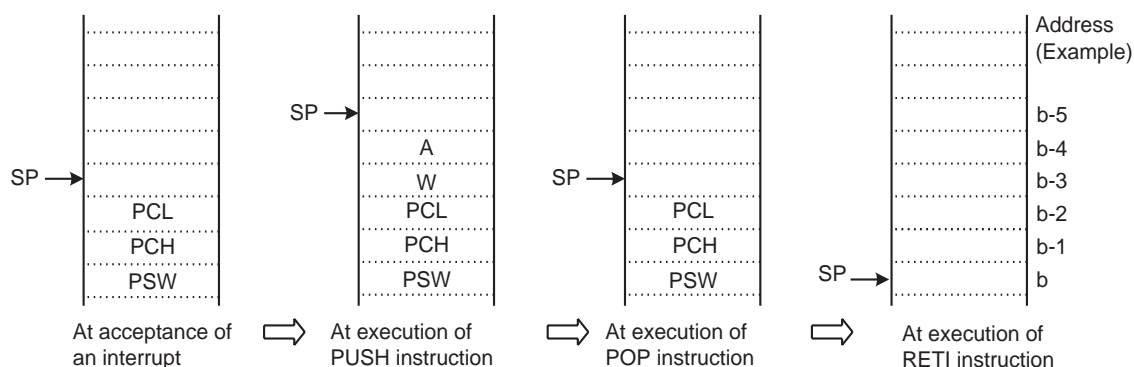 Address
(Example)
SP
b-5
A
b-4
SP
W
SP
b-3
PCL
PCL
PCL
b-2
PCH
PCH
PCH
b-1
PSW
PSW
PSW
SP
b
At acceptance of
an interrupt
At execution of
PUSH instruction
At execution of
POP instruction
At execution of
RETI instruction